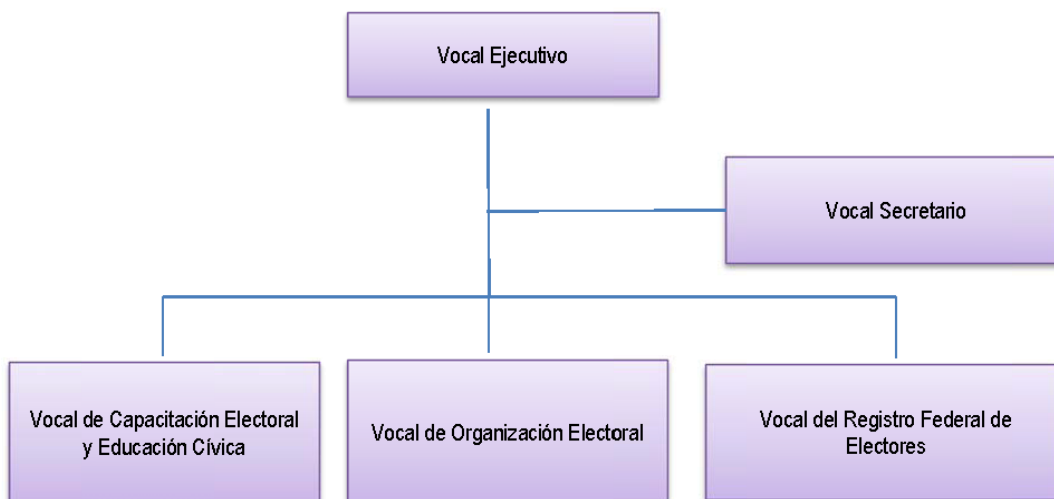 Vocal Ejecutivo
Vocal Secretario
Vocal de Capacitación Electoral
y Educación Cívica
Vocal de Organización Electoral
Vocal del Registro Federal de
Electores